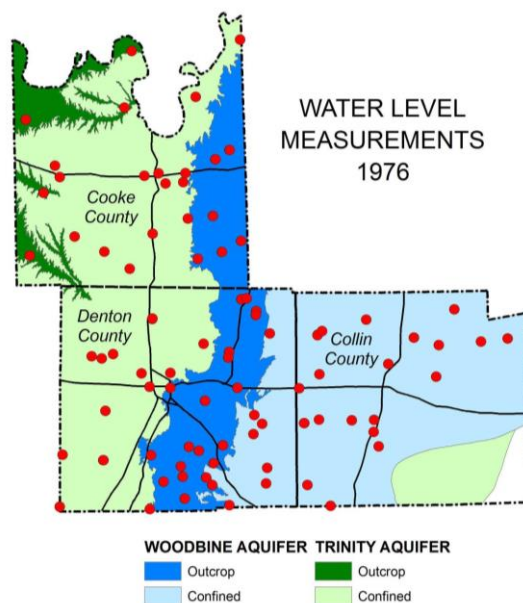 WATER LEVEL
MEASUREMENTS
1976
Cooke
County
Denton
County
Collin
County
WOODBINE AQUIFER TRINITY AQUIFER
Outcrop Outcrop
Confined Confined